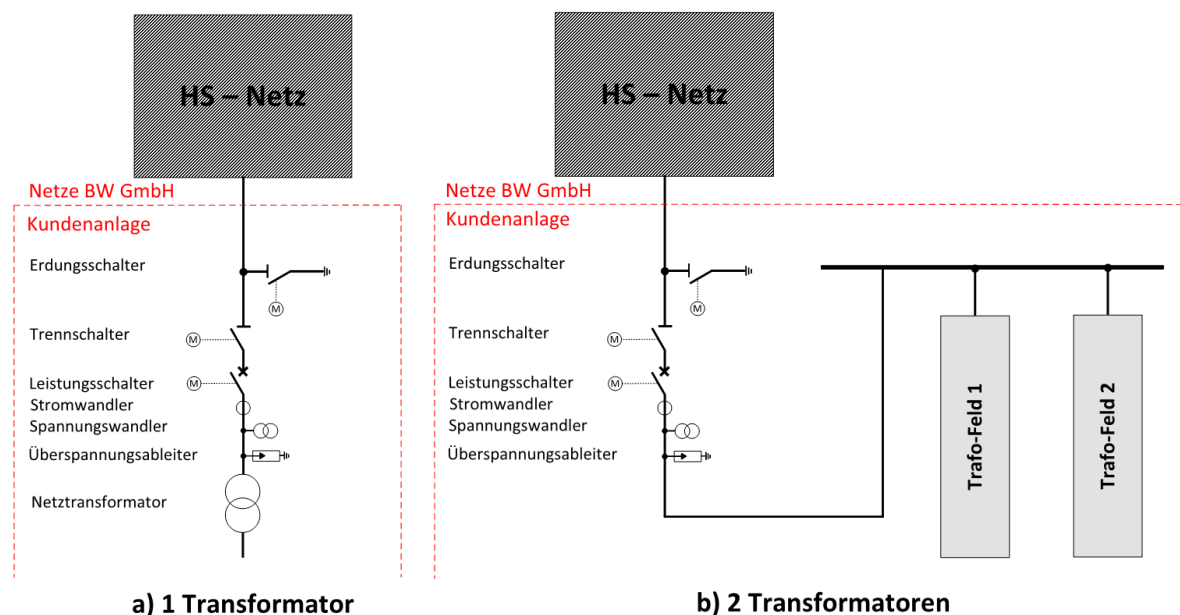 HS – Netz
Netze BW GmbH
Kundenanlage
Erdungsschalter
M
Trennschalter
M
Leistungsschalter
M
Stromwandler
Spannungswandler
Überspannungsableiter
Netztransformator
a) 1 Transformator
HS – Netz
Netze BW GmbH
Kundenanlage
Erdungsschalter
M
Trennschalter
M
Leistungsschalter
M
Stromwandler
Spannungswandler
Überspannungsableiter
Trafo-Feld 1
Trafo-Feld 2
b) 2 Transformatoren